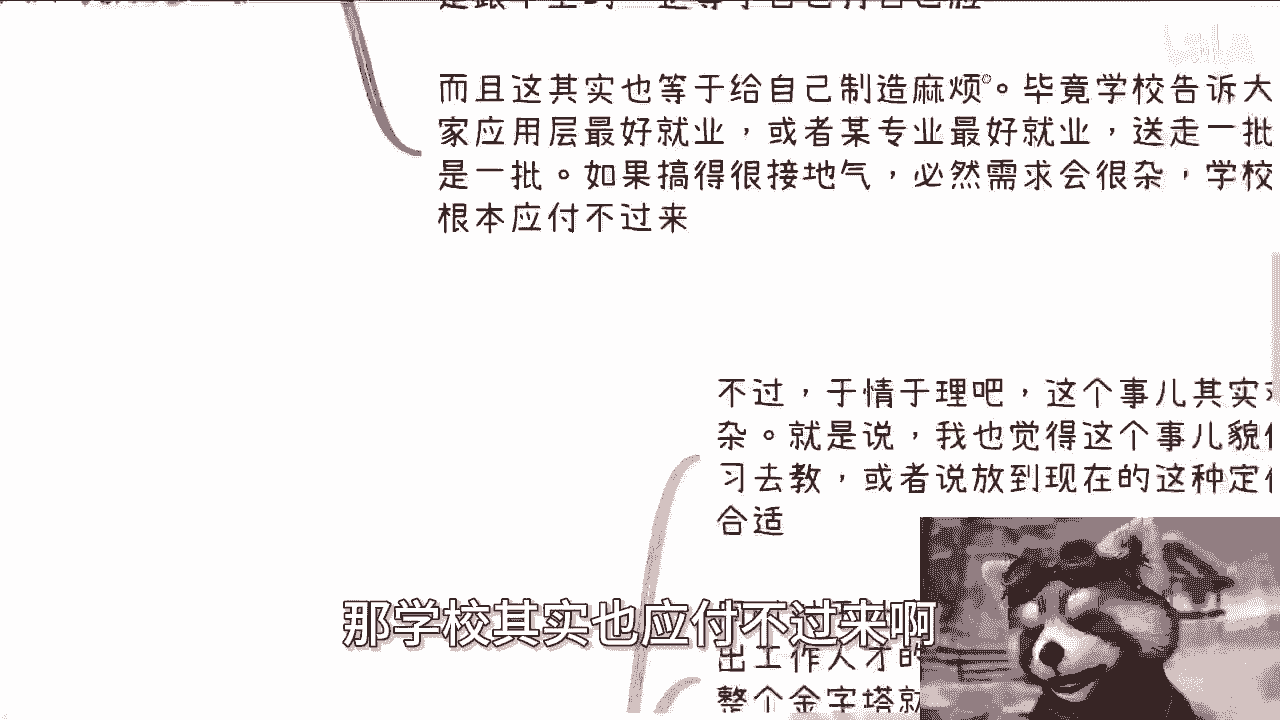 而且这其实也等于给自己制造麻烦。毕竟学校告诉大
家应用层最好就业，或者某专业最好就业，送走一批
是一批。如果搞得很接地气，必然需求会很杂，学校
根本应付不过来
不过，于情于理吧，这个事儿其实
杂。就是说，我也觉得这个事儿貌
习去教，或者说放到现在的这种定
合适
那学校其实也应付不过来啊
出工作人才的
整个金字塔就